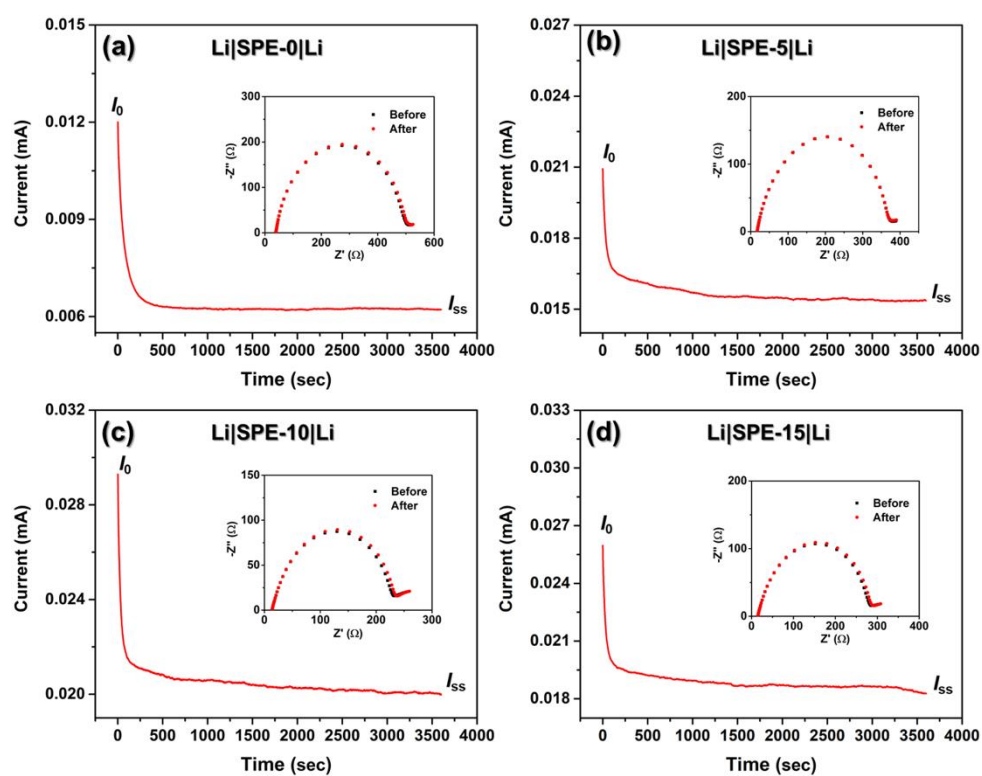 (a)
Li|SPE-0|Li
I0
ISS
Current (mA)
0.015
0.012
0.009
0.006
0 500 1000 1500 2000 2500 3000 3500 4000
Time (sec)
-Z" (Ω)
300
200
100
0
0 200 400 600
Z' (Ω)
Before
After
(b)
Li|SPE-5|Li
I0
ISS
Current (mA)
0.027
0.024
0.021
0.018
0.015
0 500 1000 1500 2000 2500 3000 3500 4000
Time (sec)
-Z" (Ω)
200
150
100
50
0
0 100 200 300 400
Z' (Ω)
Before
After
(c)
Li|SPE-10|Li
I0
ISS
Current (mA)
0.032
0.028
0.024
0.020
0 500 1000 1500 2000 2500 3000 3500 4000
Time (sec)
-Z" (Ω)
150
100
50
0
0 100 200 300
Z' (Ω)
Before
After
(d)
Li|SPE-15|Li
I0
ISS
Current (mA)
0.033
0.030
0.027
0.024
0.021
0.018
0 500 1000 1500 2000 2500 3000 3500 4000
Time (sec)
-Z" (Ω)
200
100
0
0 100 200 300 400
Z' (Ω)
Before
After